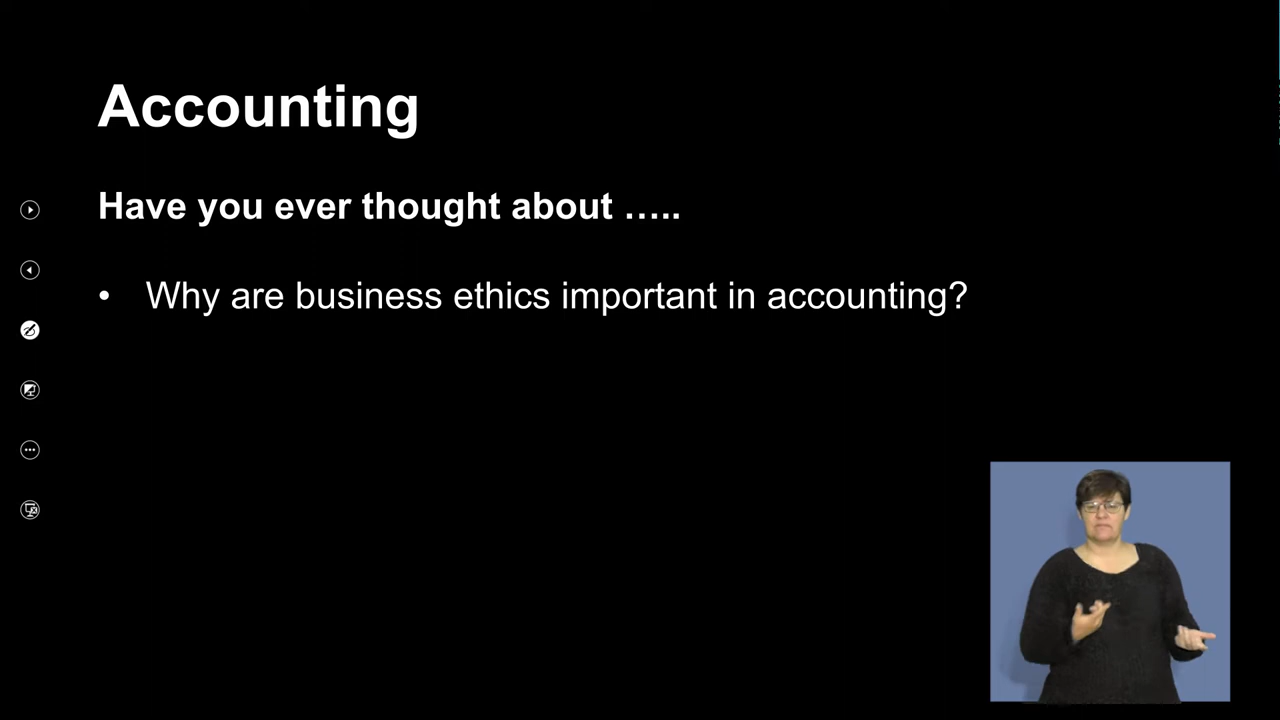 Accounting
Have you ever thought about …..
• Why are business ethics important in accounting?